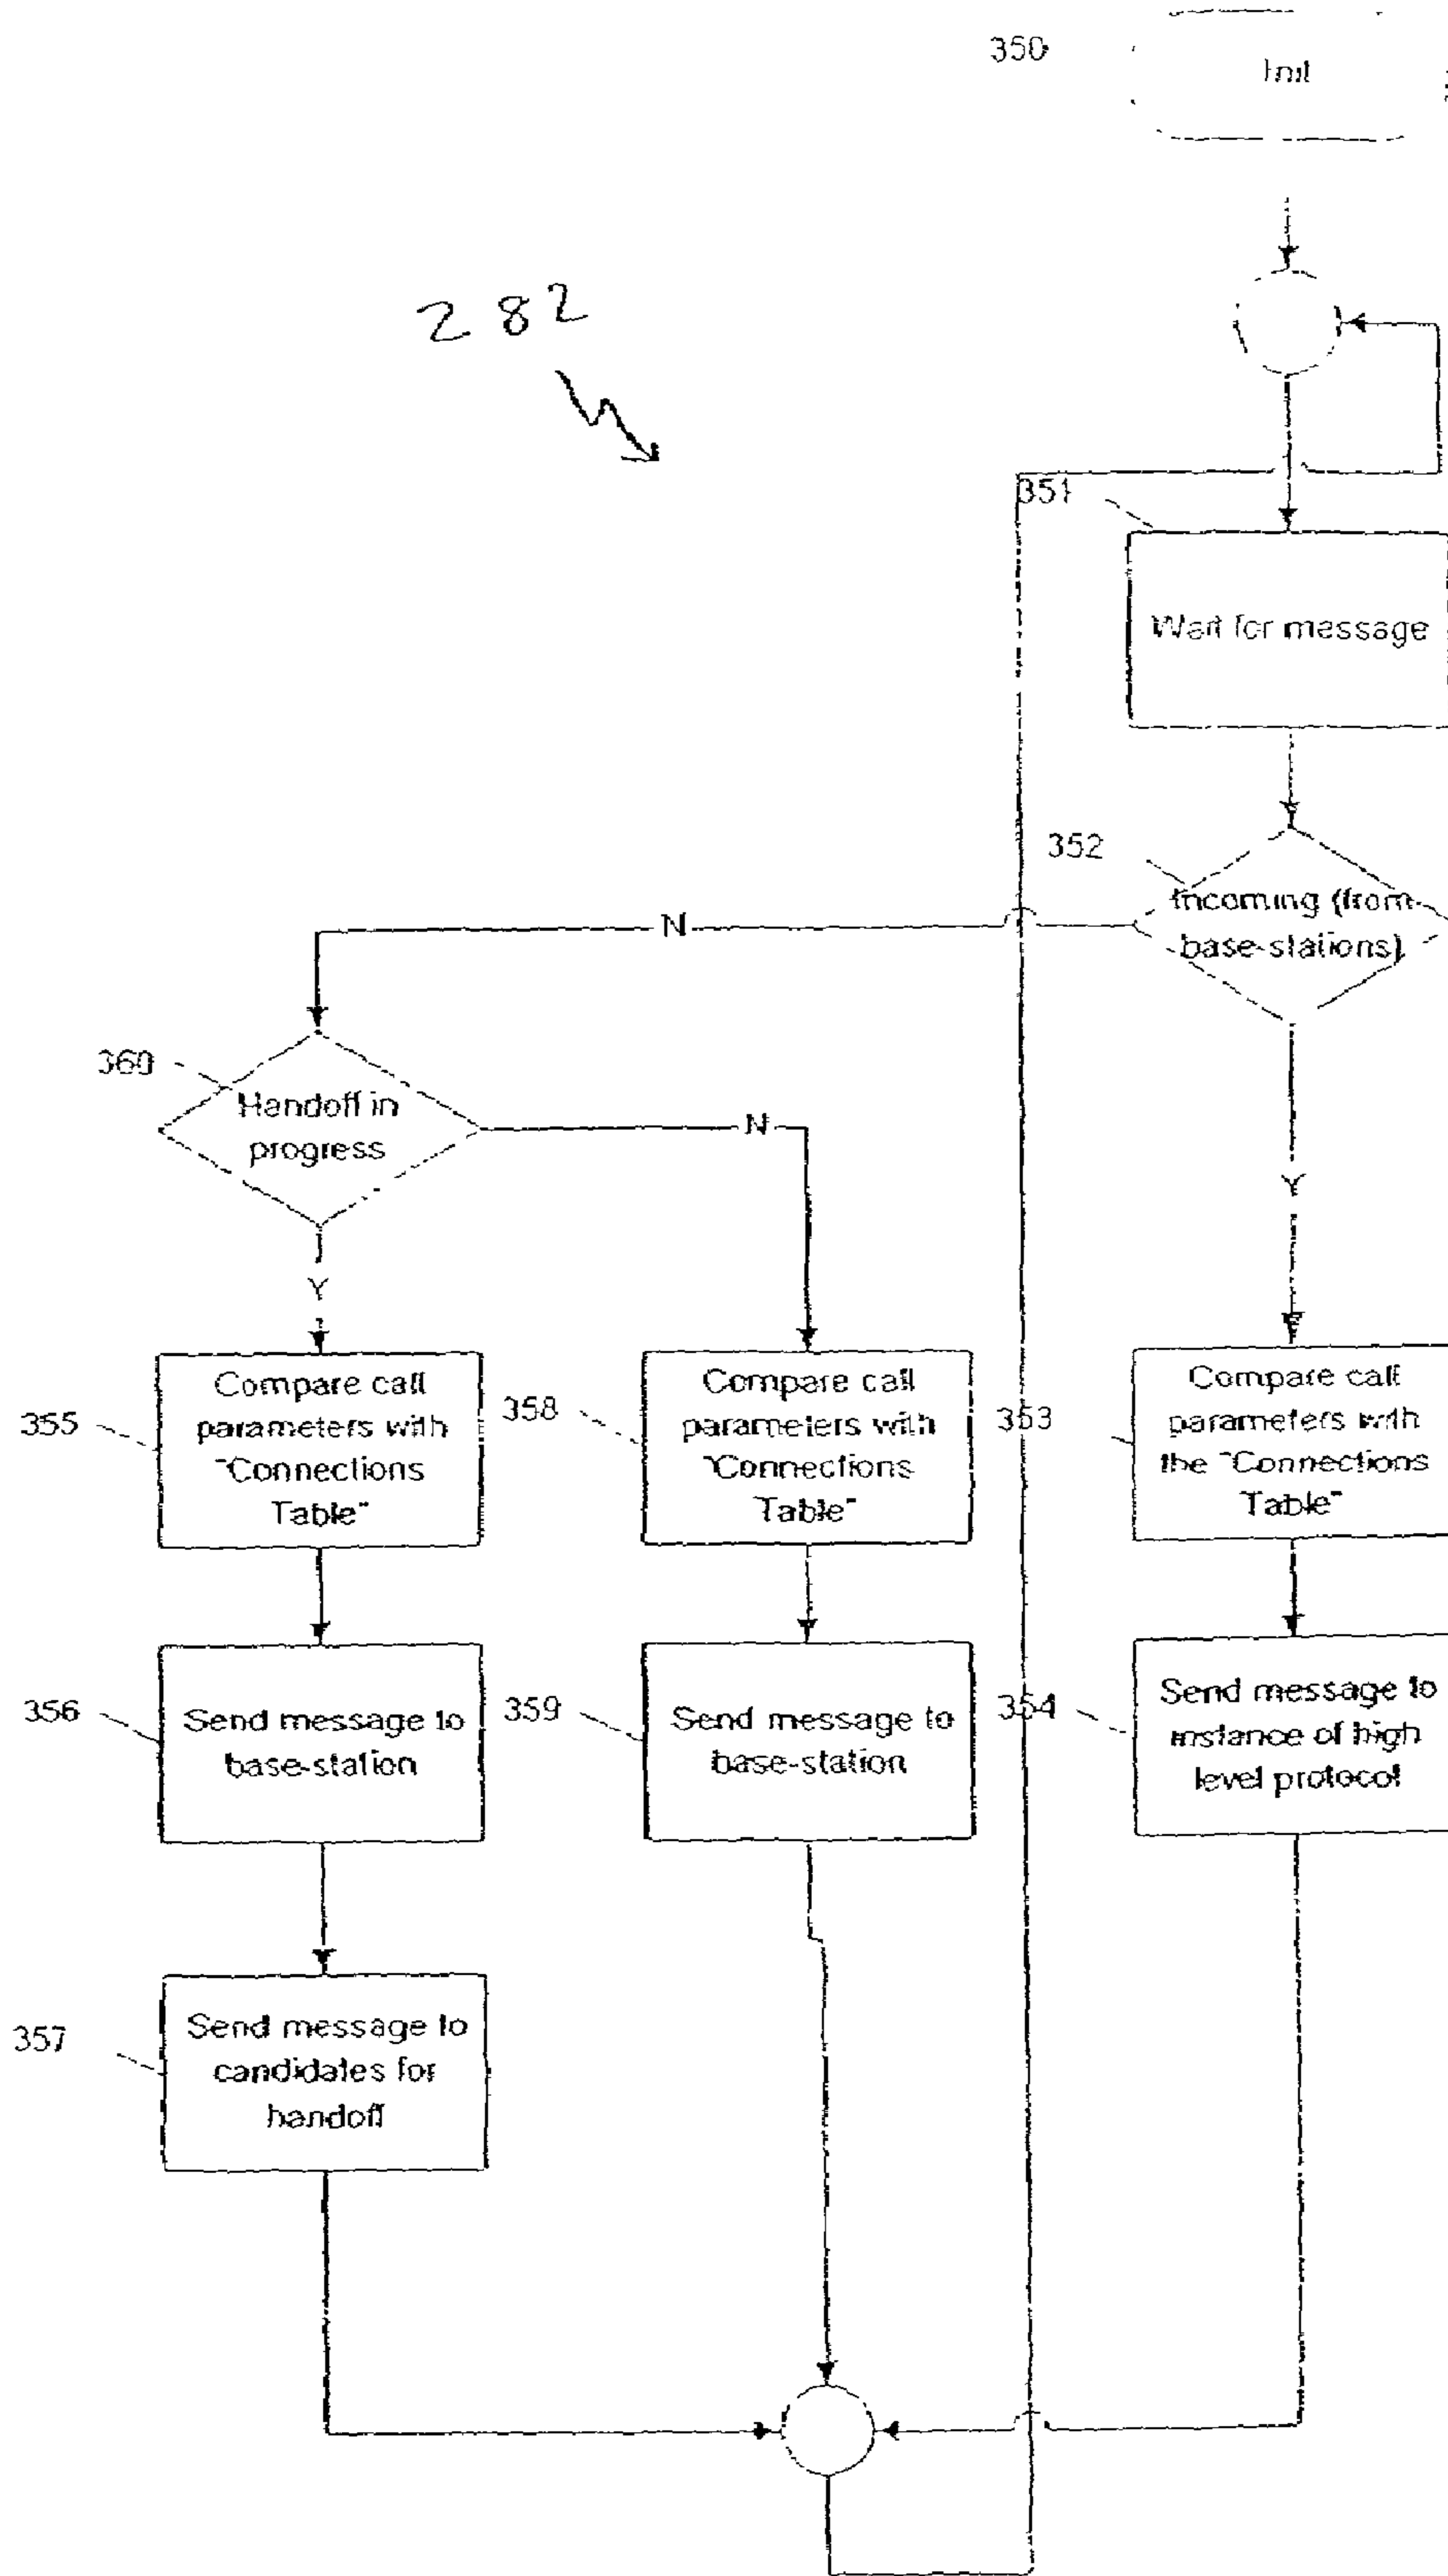 350
Init
282
351
Wait for message
352
Incoming (from
base-stations)
N
360
Handoff in
progress
N
Y
Y
355
Compare call
parameters with
"Connections
Table"
358
Compare call
parameters with
"Connections
Table"
353
Compare call
parameters with
the "Connections
Table"
356
Send message to
base-station
359
Send message to
base-station
354
Send message to
instance of high
level protocol
357
Send message to
candidates for
handoff